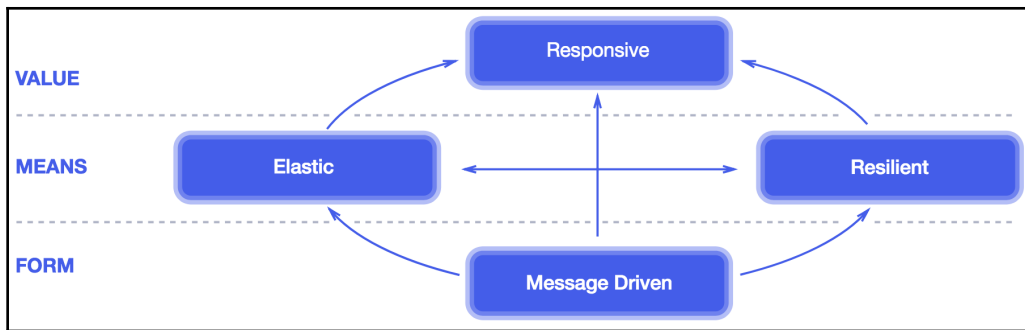 Responsive
VALUE
MEANS
Elastic
Resilient
FORM
Message Driven